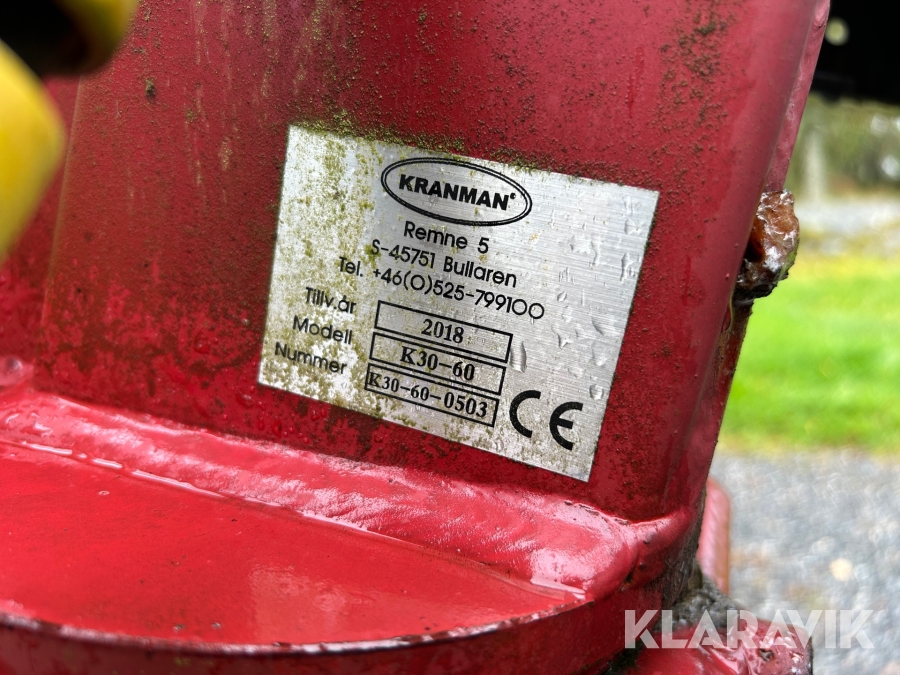 KRANMAN®
Remne 5
S-45751 Bullaren
Tel. +46(0)525-799100
Tillv.år 2018
Modell K30-60
Nummer K30-60-0503
CE
KLARAVIK